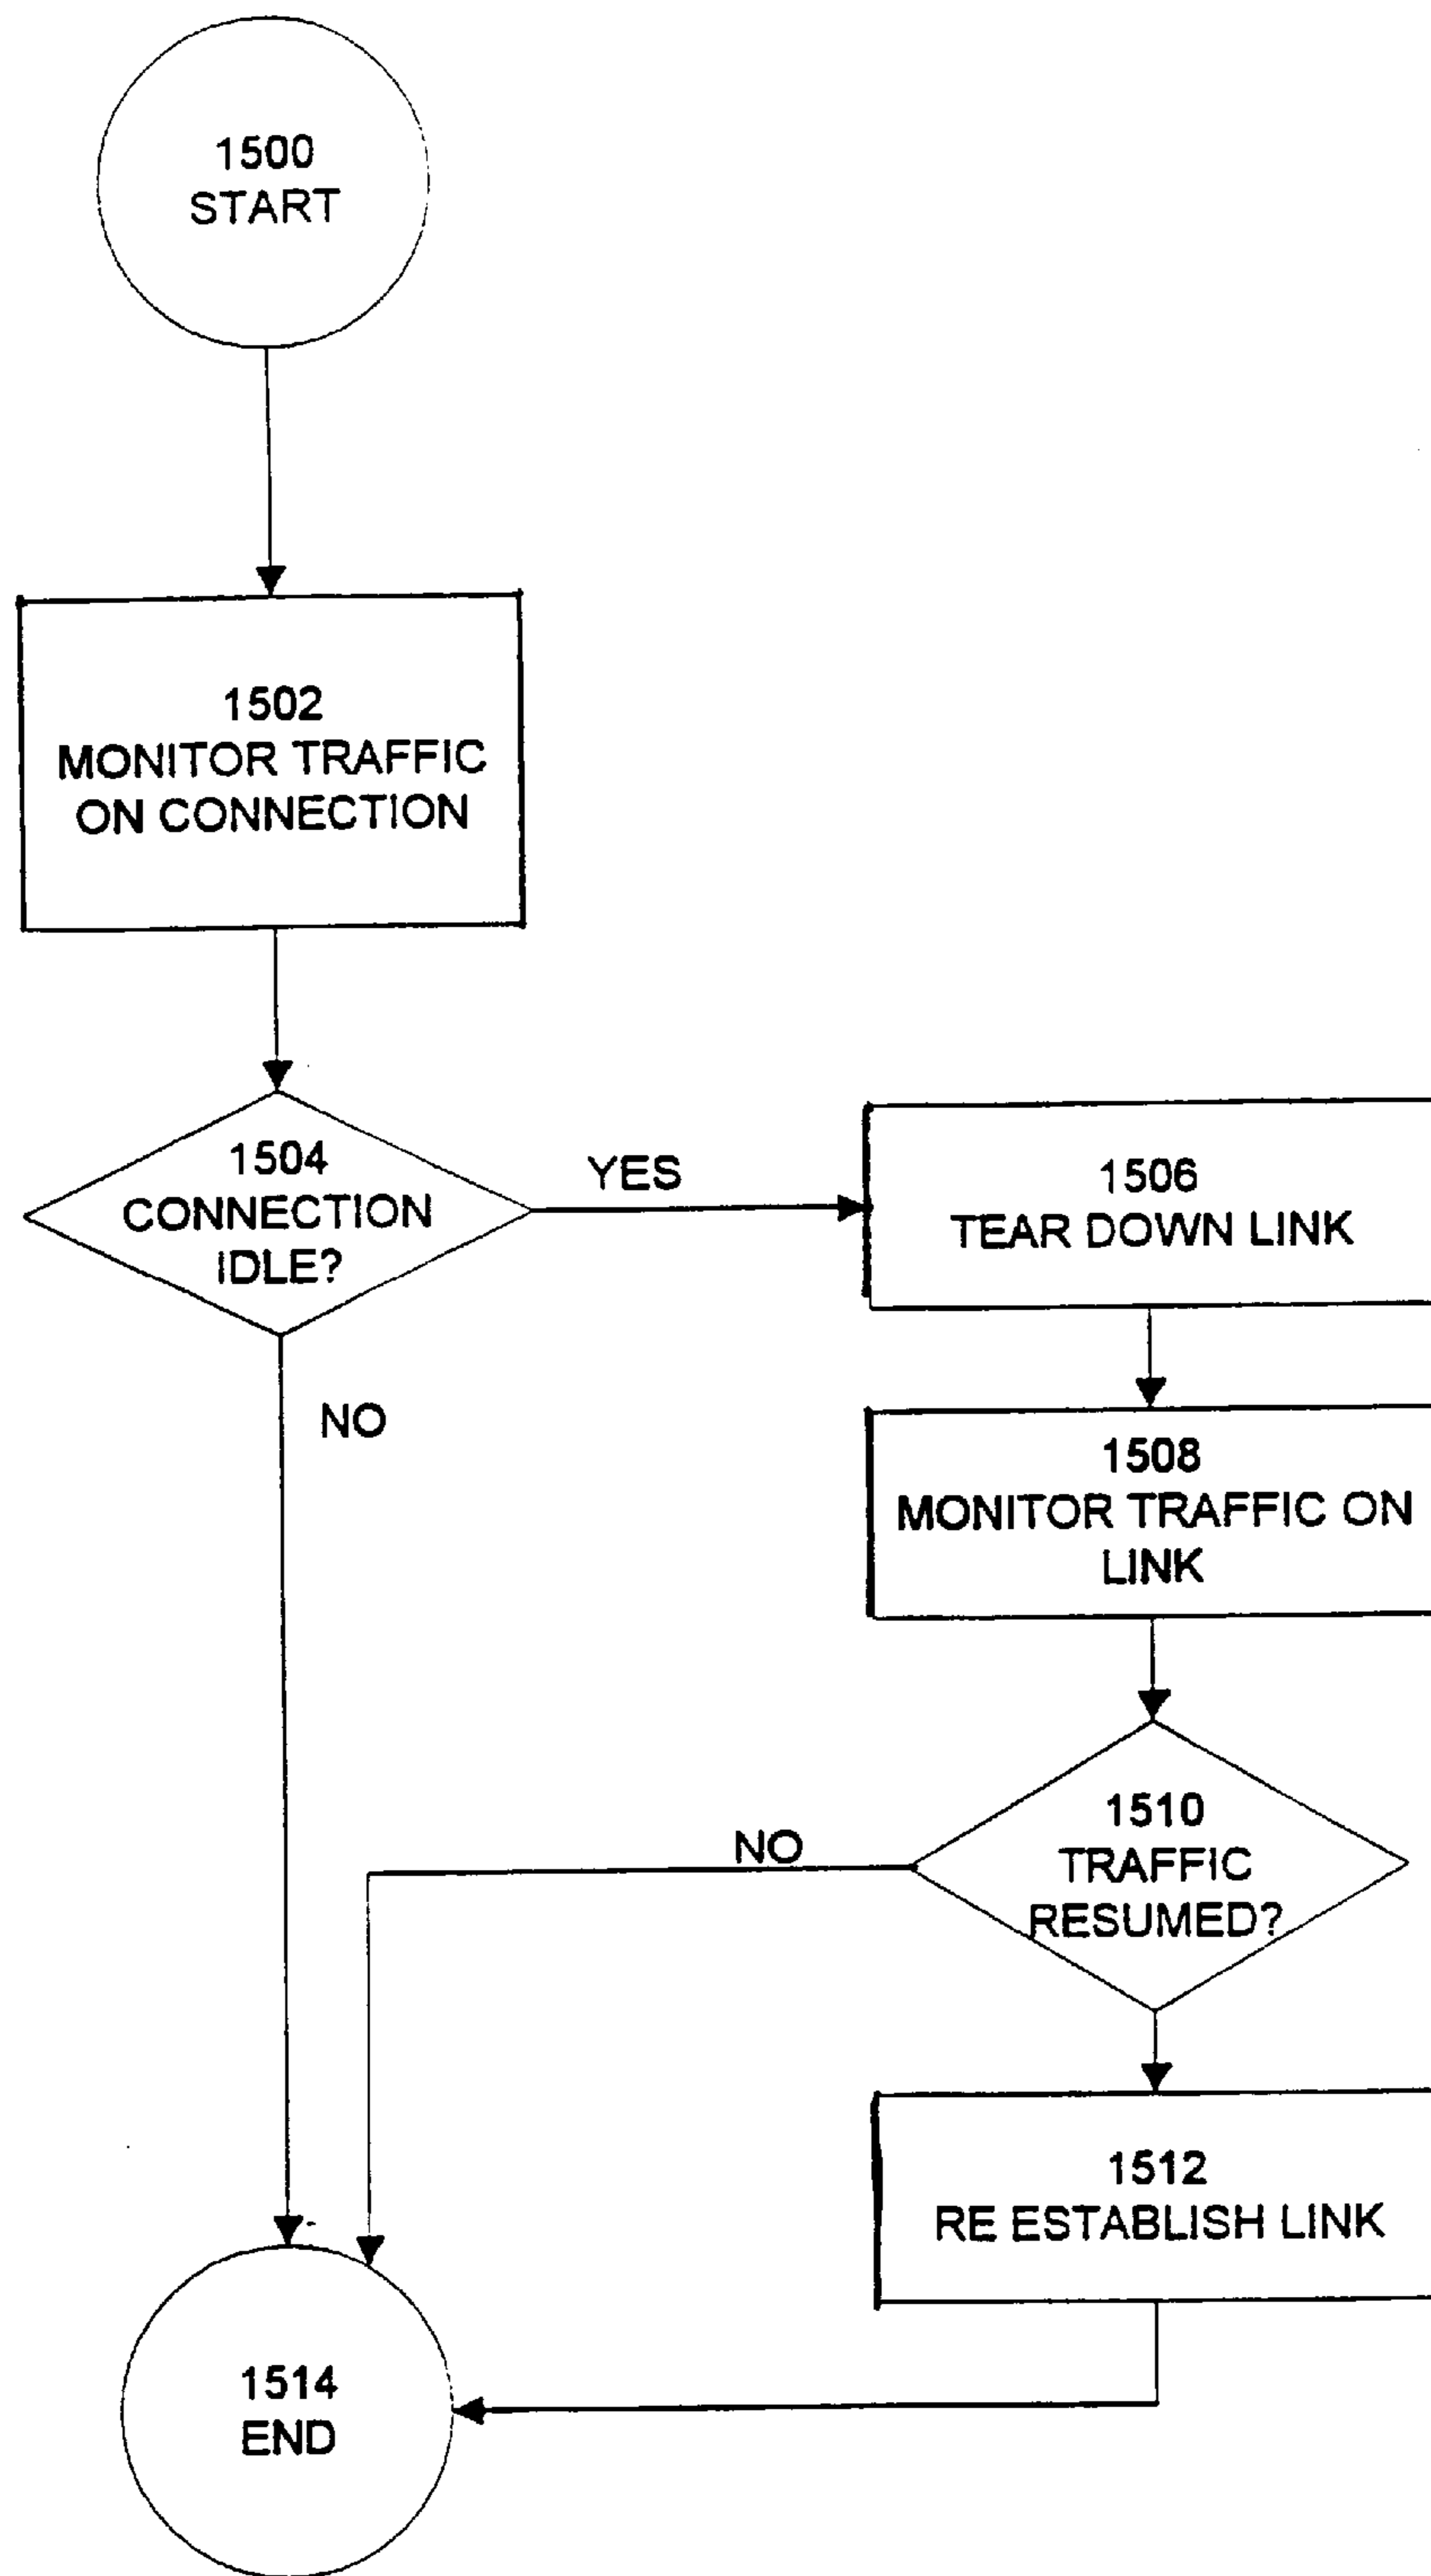 1500
START
1502
MONITOR TRAFFIC
ON CONNECTION
1504
CONNECTION
IDLE?
YES
NO
1506
TEAR DOWN LINK
1508
MONITOR TRAFFIC ON
LINK
1510
TRAFFIC
RESUMED?
NO
1512
RE ESTABLISH LINK
1514
END